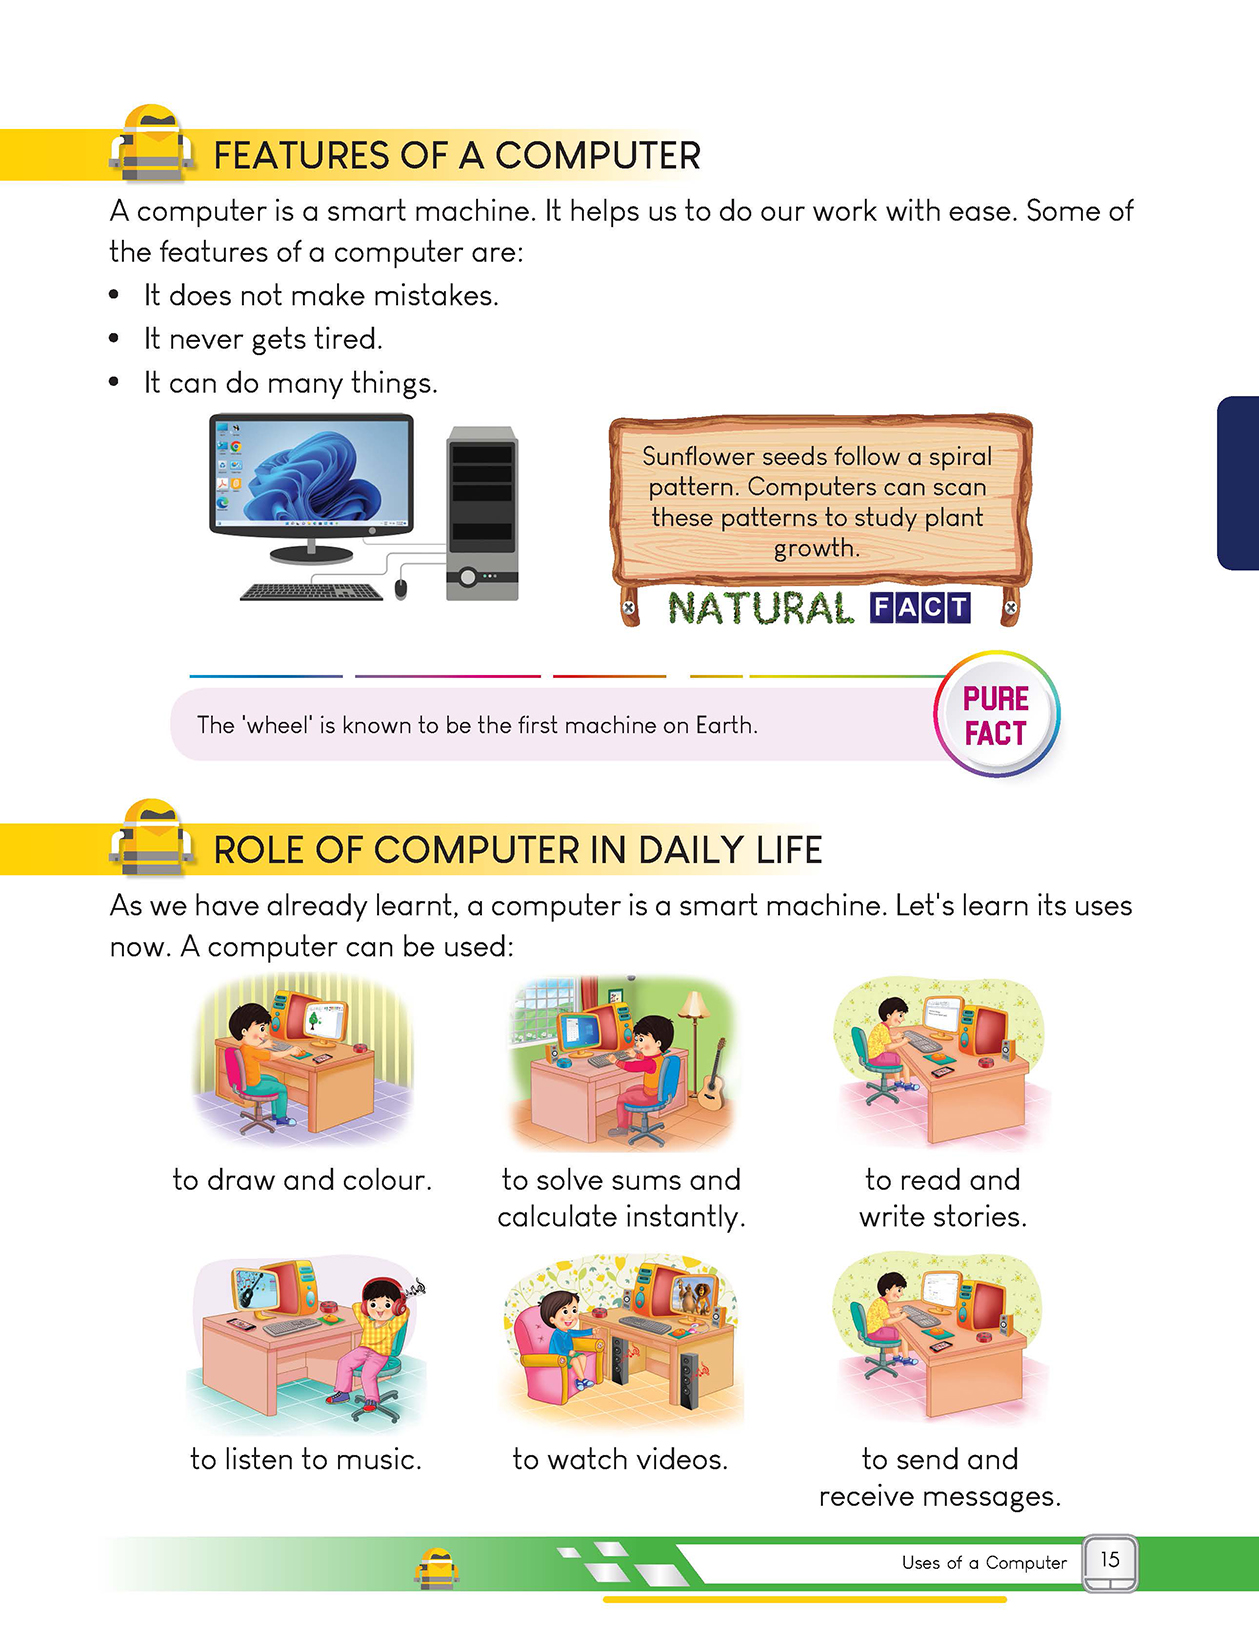 FEATURES OF A COMPUTER
A computer is a smart machine. It helps us to do our work with ease. Some of
the features of a computer are:
• It does not make mistakes.
• It never gets tired.
• It can do many things.
Sunflower seeds follow a spiral
pattern. Computers can scan
these patterns to study plant
growth.
NATURAL FACT
The 'wheel' is known to be the first machine on Earth.
PURE
FACT
ROLE OF COMPUTER IN DAILY LIFE
As we have already learnt, a computer is a smart machine. Let's learn its uses
now. A computer can be used:
to draw and colour.
to solve sums and
calculate instantly.
to read and
write stories.
to listen to music.
to watch videos.
to send and
receive messages.
Uses of a Computer
15